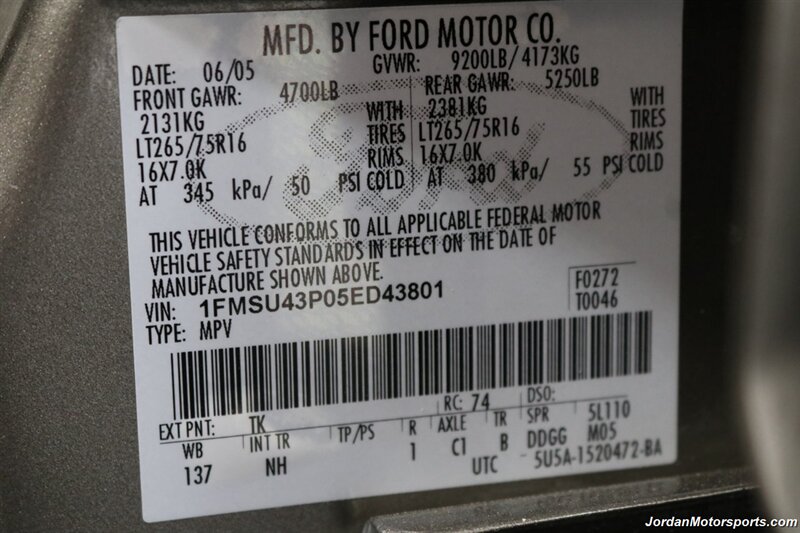 MFD. BY FORD MOTOR CO.
DATE: 06/05 GVWR: 9200LB/4173KG
FRONT GAWR: 4700LB REAR GAWR: 5250LB
2131KG WITH 2381KG WITH
LT265/75R16 TIRES LT265/75R16 TIRES
16X7.0K RIMS 16X7.0K RIMS
AT 345 kPa/ 50 PSI COLD AT 380 kPa/ 55 PSI COLD
THIS VEHICLE CONFORMS TO ALL APPLICABLE FEDERAL MOTOR
VEHICLE SAFETY STANDARDS IN EFFECT ON THE DATE OF
MANUFACTURE SHOWN ABOVE.
VIN: 1FMSU43P05ED43801 F0272
TYPE: MPV T0046
EXT PNT: TK RC: 74 DSO:
WB INT TR TP/PS R AXLE TR SPR 5L110
137 NH 1 C1 B DDGG M05
UTC 5U5A-1520472-BA
JordanMotorsports.com